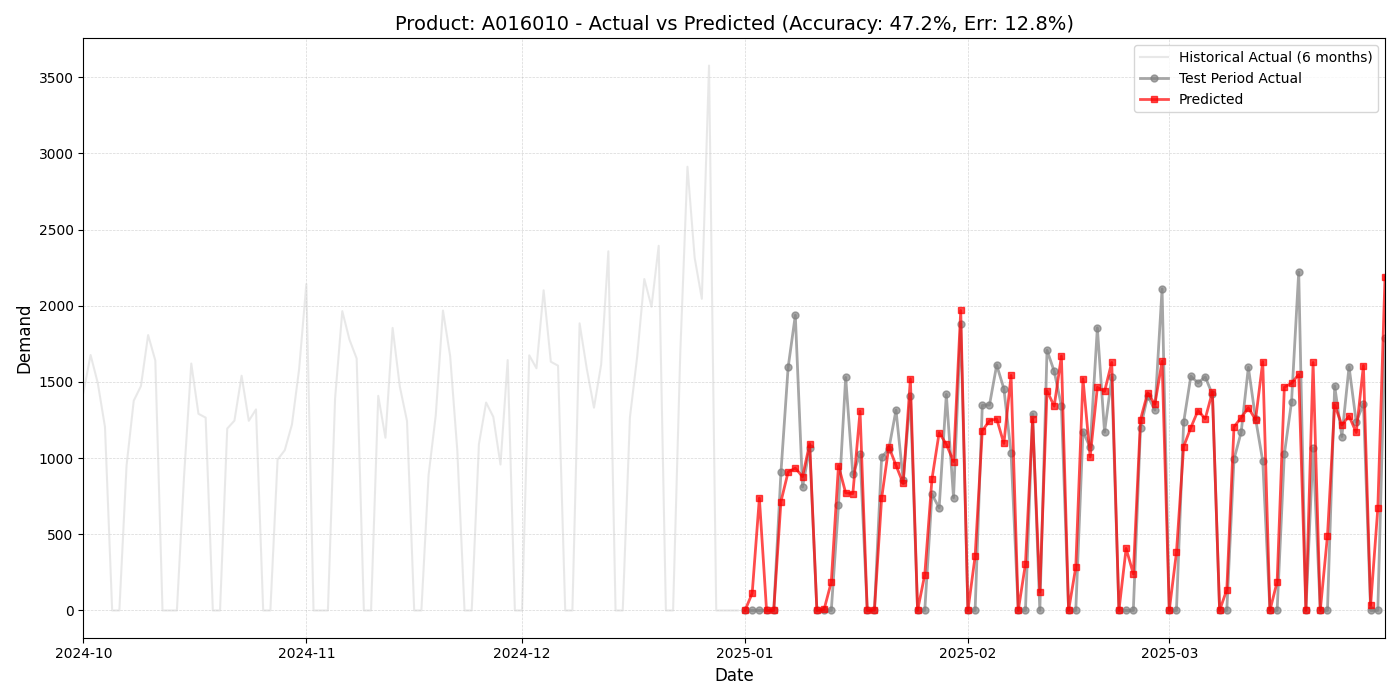 Product: A016010 - Actual vs Predicted (Accuracy: 47.2%, Err: 12.8%)
Historical Actual (6 months)
Test Period Actual
Predicted
Demand
3500
3000
2500
2000
1500
1000
500
0
2024-10
2024-11
2024-12
2025-01
2025-02
2025-03
Date